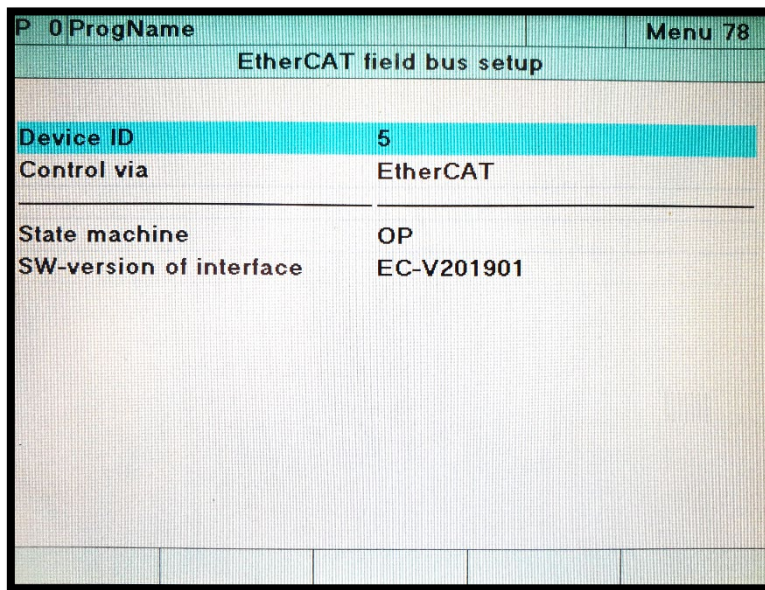 P 0 ProgName Menu 78
EtherCAT field bus setup
Device ID 5
Control via EtherCAT
State machine OP
SW-version of interface EC-V201901